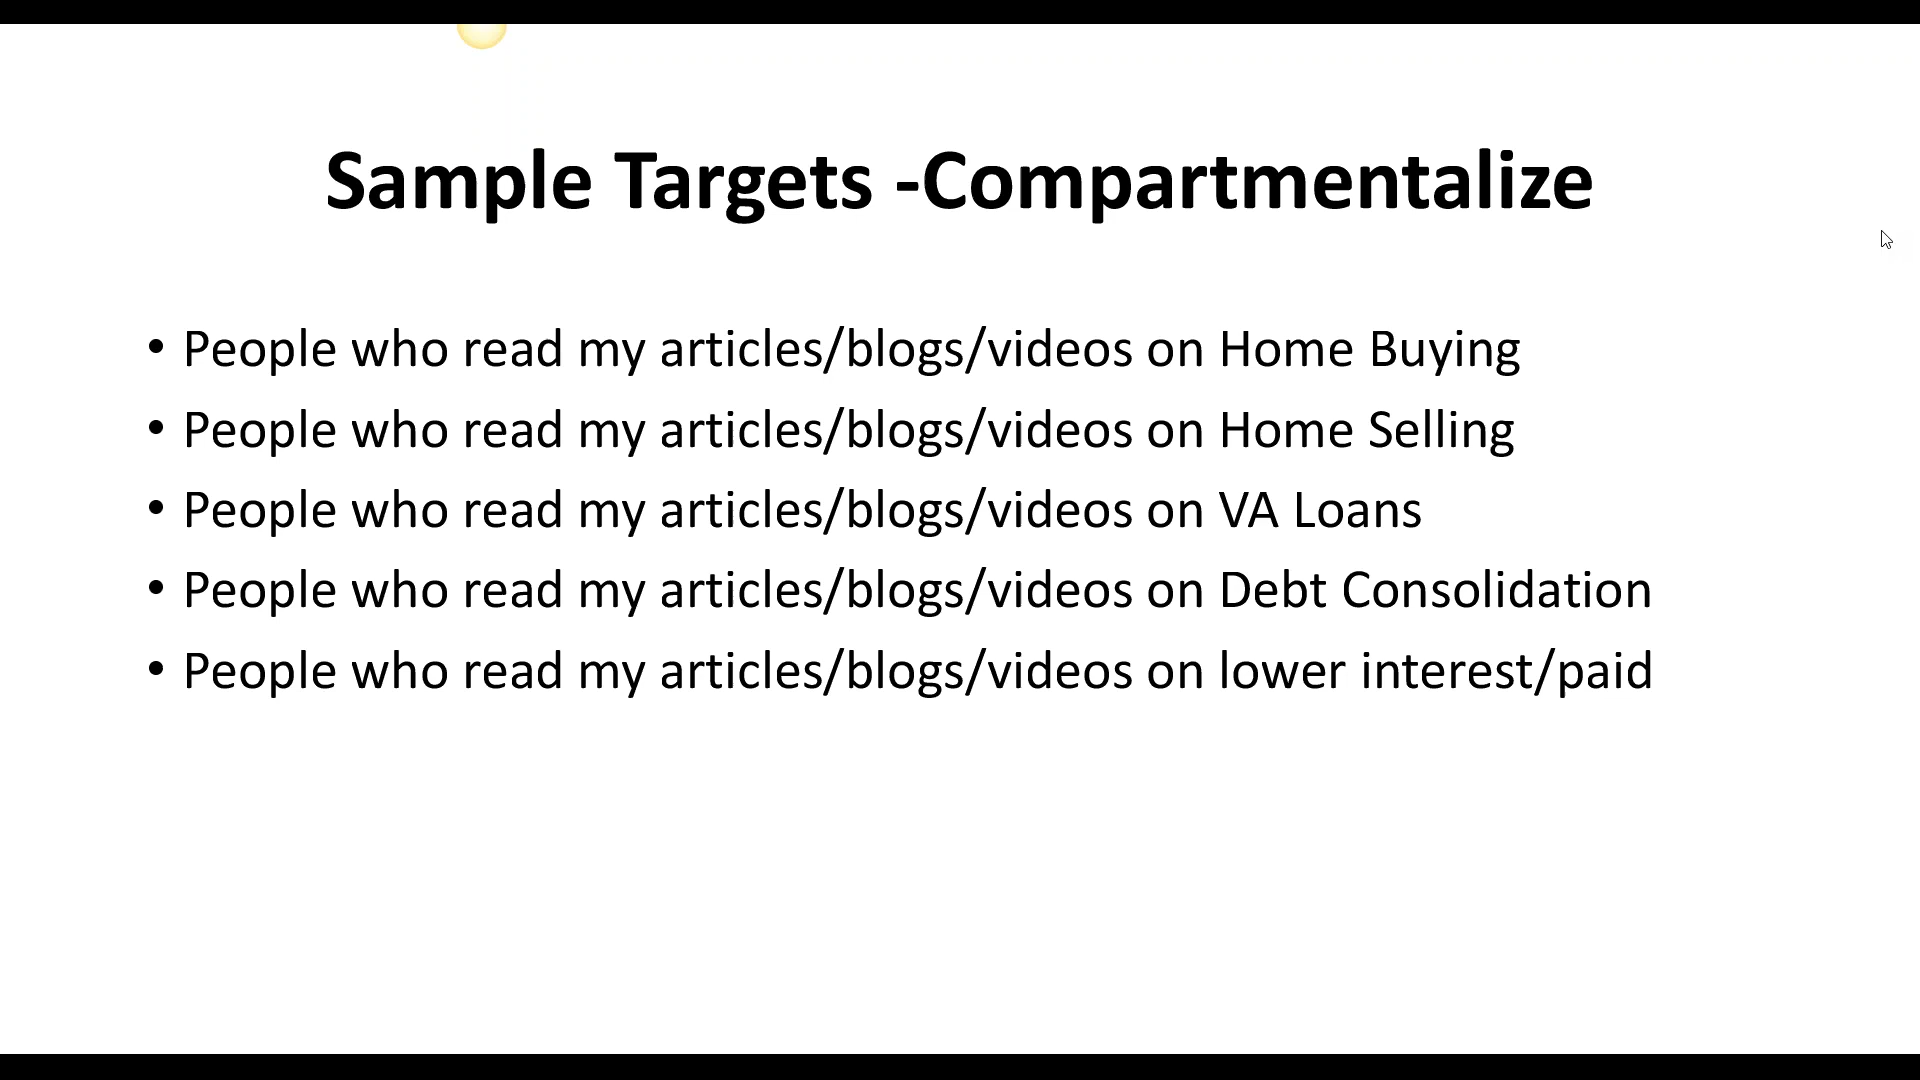 Sample Targets -Compartmentalize
• People who read my articles/blogs/videos on Home Buying
• People who read my articles/blogs/videos on Home Selling
• People who read my articles/blogs/videos on VA Loans
• People who read my articles/blogs/videos on Debt Consolidation
• People who read my articles/blogs/videos on lower interest/paid